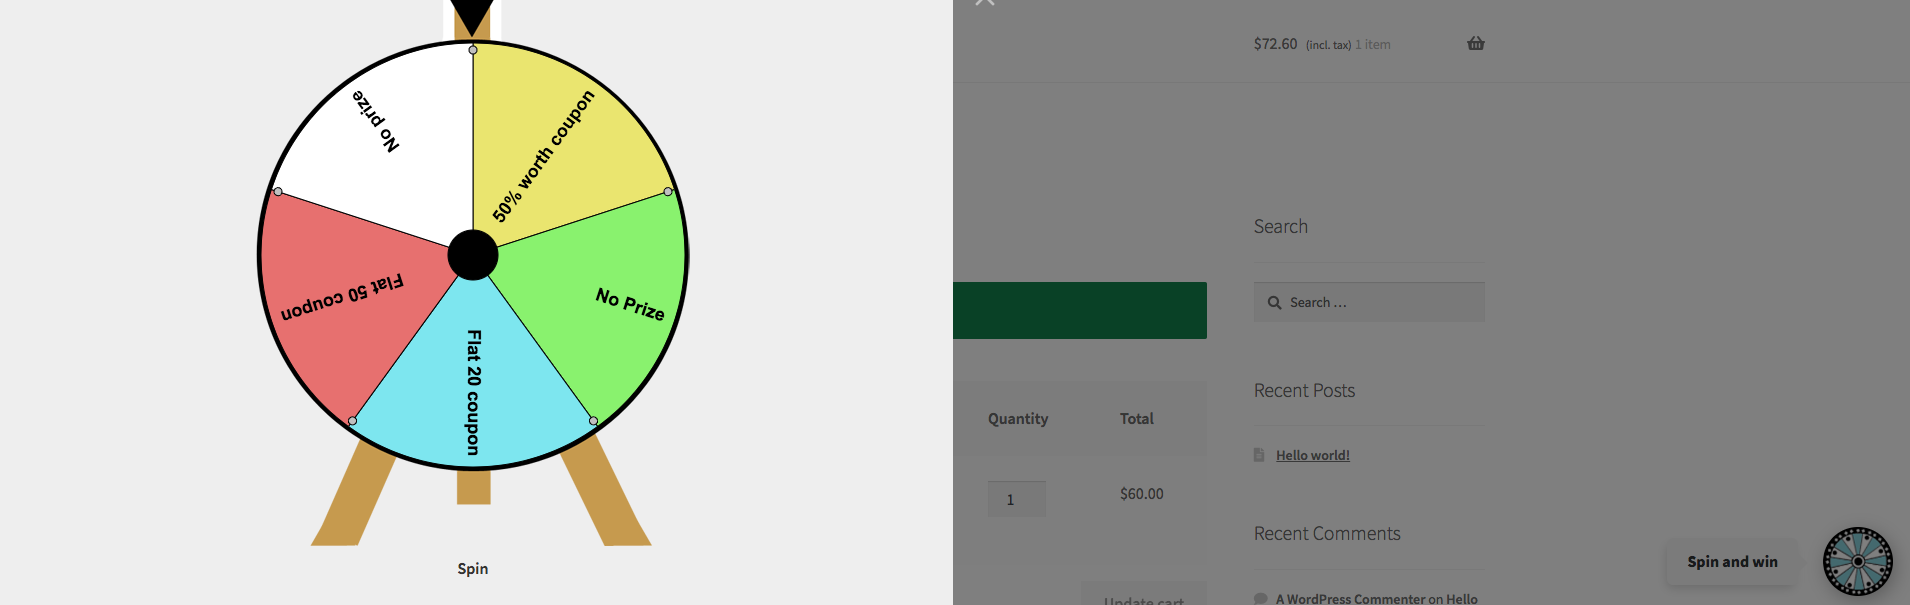 No prize
50% worth coupon
Flat 50 coupon
No Prize
Flat 20 coupon
Spin
$72.60 (incl. tax) 1 item
Search
Search ...
Quantity Total
1 $60.00
Update cart
Recent Posts
Hello world!
Recent Comments
A WordPress Commenter on Hello
Spin and win